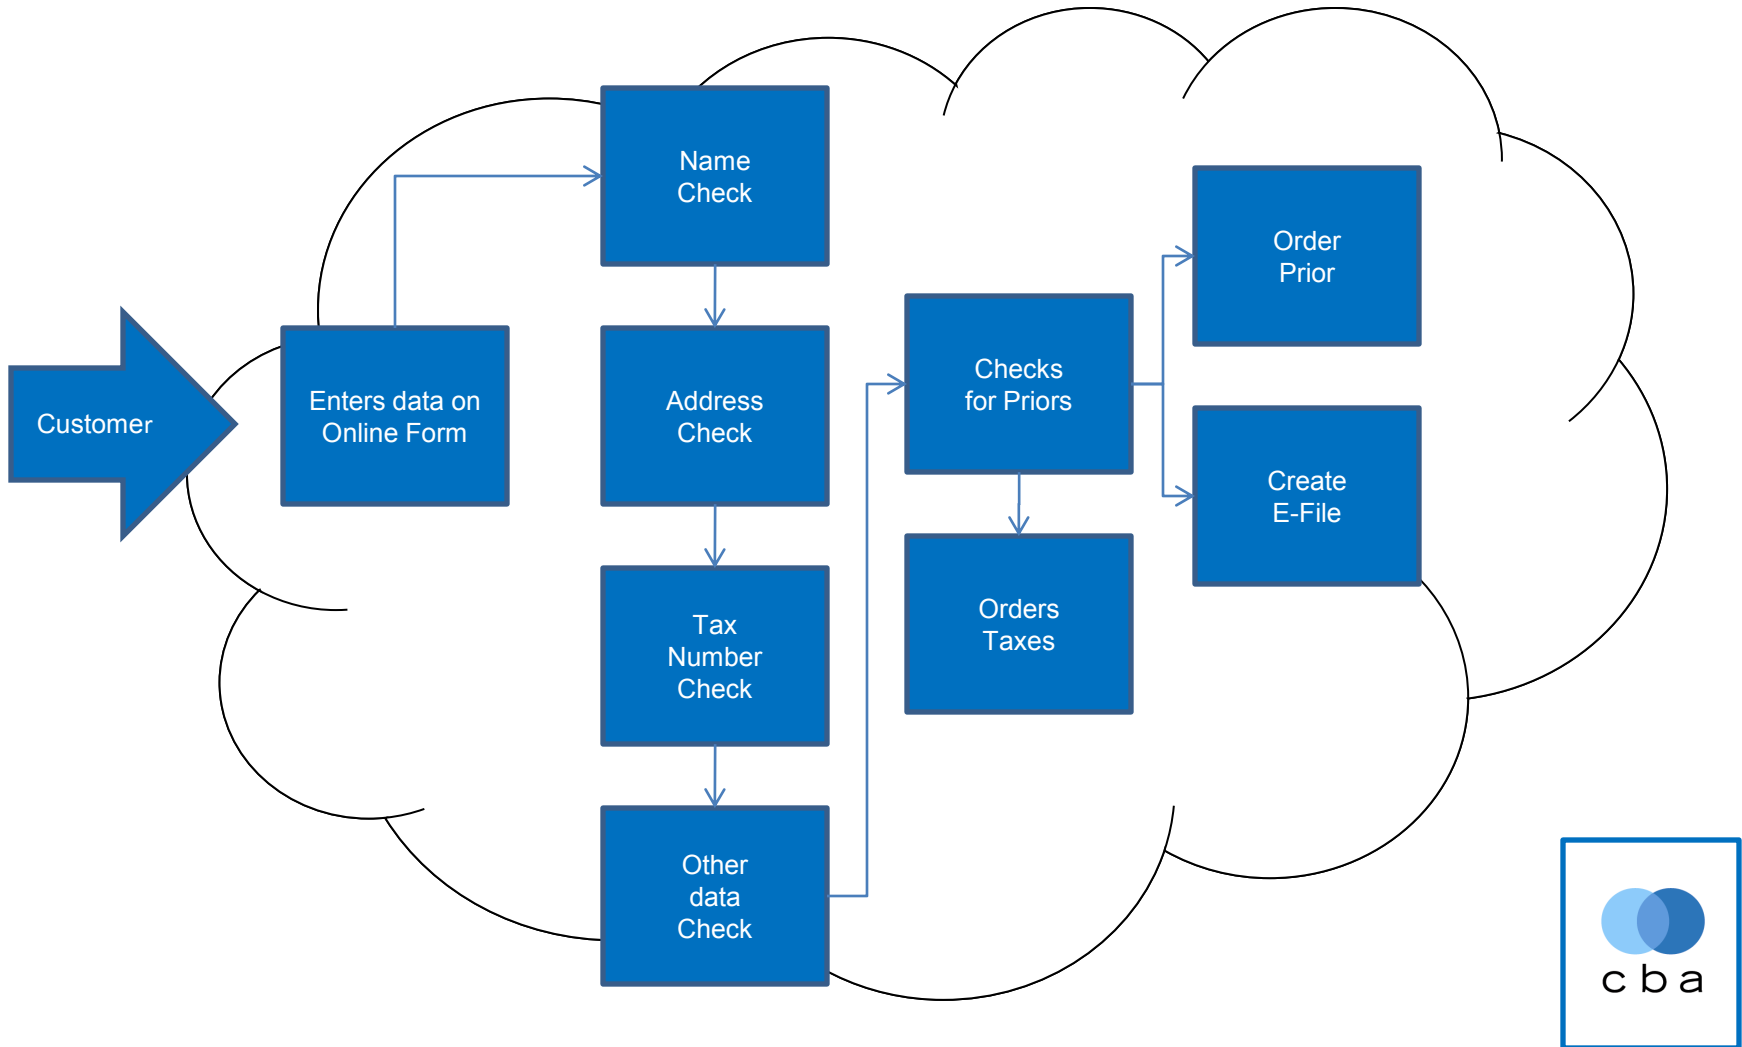 Customer
Enters data on
Online Form
Name
Check
Address
Check
Tax
Number
Check
Other
data
Check
Checks
for Priors
Orders
Taxes
Order
Prior
Create
E-File
cba